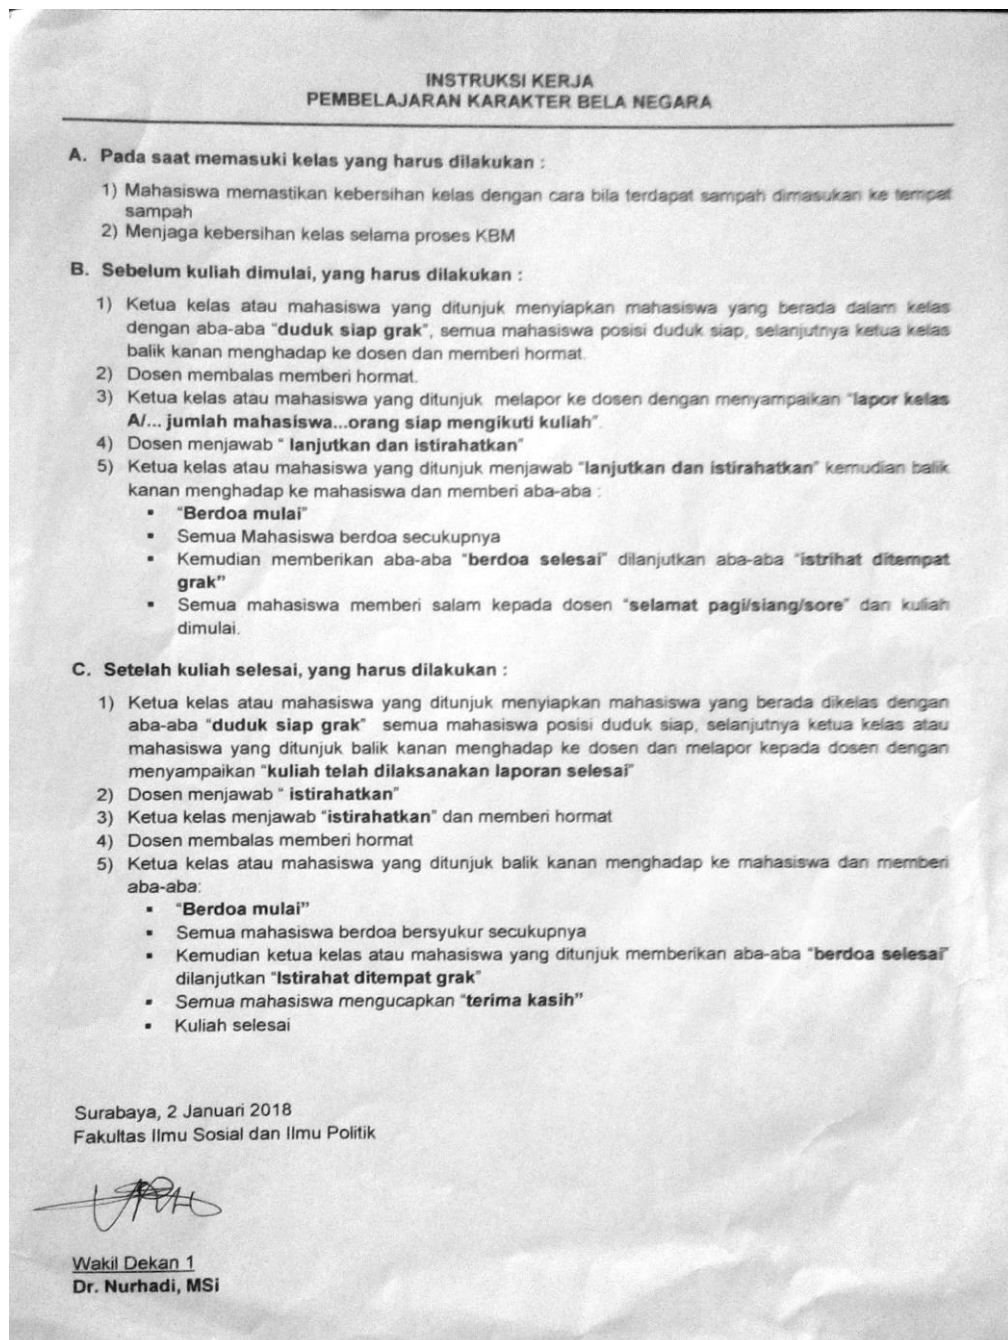 INSTRUKSI KERJA
PEMBELAJARAN KARAKTER BELA NEGARA
A. Pada saat memasuki kelas yang harus dilakukan :
1) Mahasiswa memastikan kebersihan kelas dengan cara bila terdapat sampah dimasukan ke tempat
sampah
2) Menjaga kebersihan kelas selama proses KBM
B. Sebelum kuliah dimulai, yang harus dilakukan :
1) Ketua kelas atau mahasiswa yang ditunjuk menyiapkan mahasiswa yang berada dalam kelas
dengan aba-aba "duduk siap grak", semua mahasiswa posisi duduk siap, selanjutnya ketua kelas
balik kanan menghadap ke dosen dan memberi hormat.
2) Dosen membalas memberi hormat.
3) Ketua kelas atau mahasiswa yang ditunjuk melapor ke dosen dengan menyampaikan "lapor kelas
A/... jumlah mahasiswa...orang siap mengikuti kuliah".
4) Dosen menjawab " lanjutkan dan istirahatkan"
5) Ketua kelas atau mahasiswa yang ditunjuk menjawab "lanjutkan dan istirahatkan" kemudian balik
kanan menghadap ke mahasiswa dan memberi aba-aba :
▪ "Berdoa mulai"
▪ Semua Mahasiswa berdoa secukupnya
▪ Kemudian memberikan aba-aba "berdoa selesai" dilanjutkan aba-aba "istrihat ditempat
grak"
▪ Semua mahasiswa memberi salam kepada dosen "selamat pagi/siang/sore" dan kuliah
dimulai.
C. Setelah kuliah selesai, yang harus dilakukan :
1) Ketua kelas atau mahasiswa yang ditunjuk menyiapkan mahasiswa yang berada dikelas dengan
aba-aba "duduk siap grak" semua mahasiswa posisi duduk siap, selanjutnya ketua kelas atau
mahasiswa yang ditunjuk balik kanan menghadap ke dosen dan melapor kepada dosen dengan
menyampaikan "kuliah telah dilaksanakan laporan selesai"
2) Dosen menjawab " istirahatkan"
3) Ketua kelas menjawab "istirahatkan" dan memberi hormat
4) Dosen membalas memberi hormat
5) Ketua kelas atau mahasiswa yang ditunjuk balik kanan menghadap ke mahasiswa dan memberi
aba-aba:
▪ "Berdoa mulai"
▪ Semua mahasiswa berdoa bersyukur secukupnya
▪ Kemudian ketua kelas atau mahasiswa yang ditunjuk memberikan aba-aba "berdoa selesai"
dilanjutkan "Istirahat ditempat grak"
▪ Semua mahasiswa mengucapkan "terima kasih"
▪ Kuliah selesai
Surabaya, 2 Januari 2018
Fakultas Ilmu Sosial dan Ilmu Politik
Wakil Dekan 1
Dr. Nurhadi, MSi